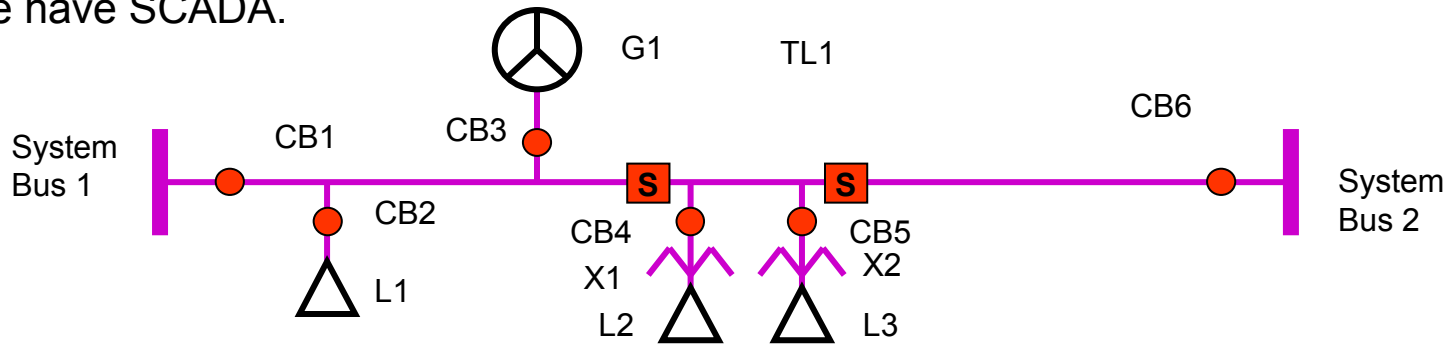 e have SCADA.
G1
TL1
CB6
CB1
CB3
System
Bus 1
S
S
System
Bus 2
CB2
CB4
CB5
X1
X2
L1
L2
L3